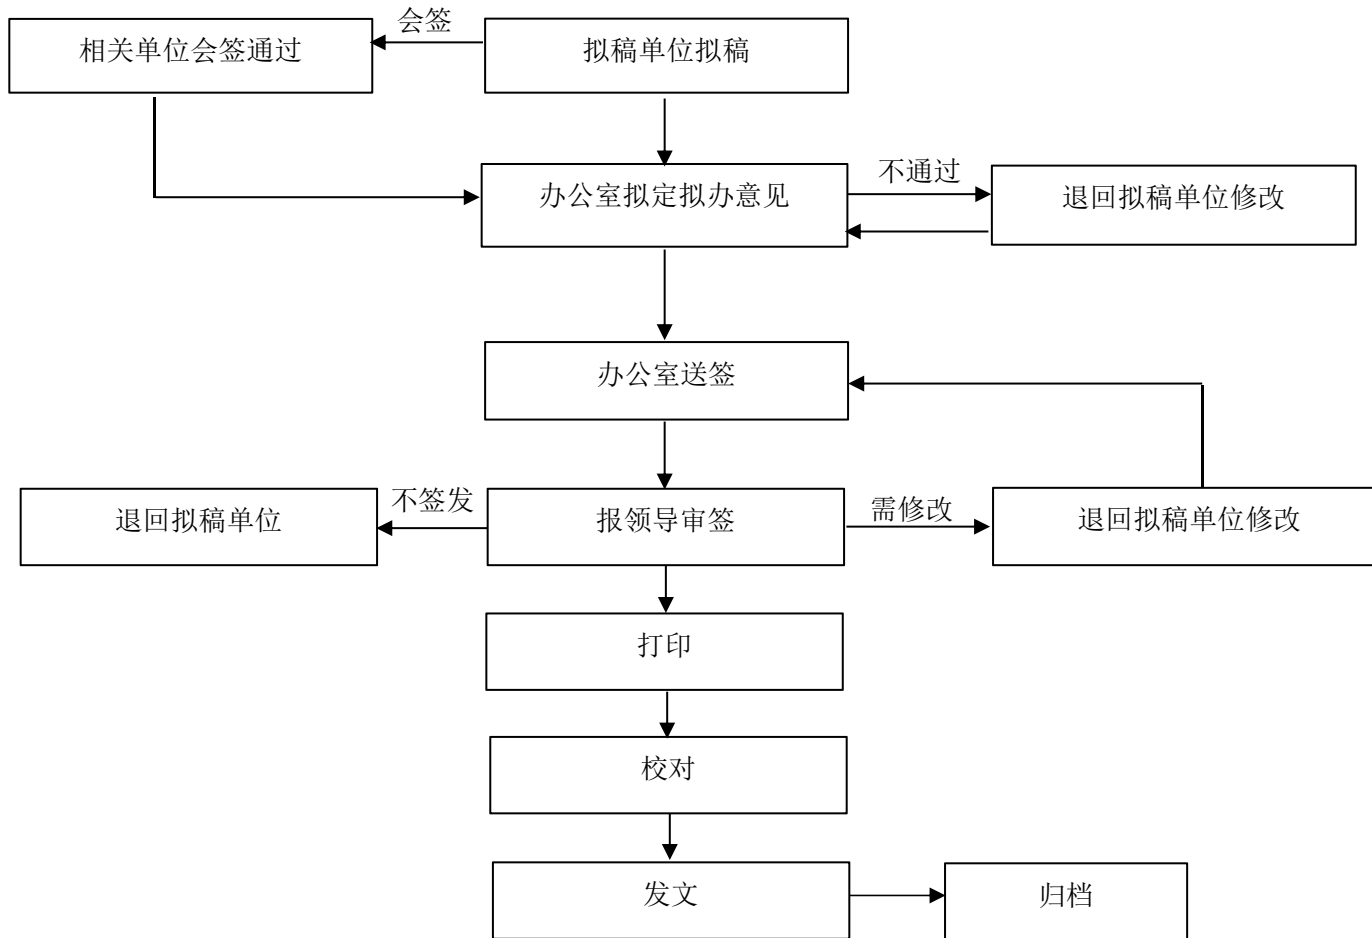 会签
相关单位会签通过
拟稿单位拟稿
不通过
办公室拟定拟办意见
退回拟稿单位修改
办公室送签
不签发
需修改
退回拟稿单位
报领导审签
退回拟稿单位修改
打印
校对
发文
归档